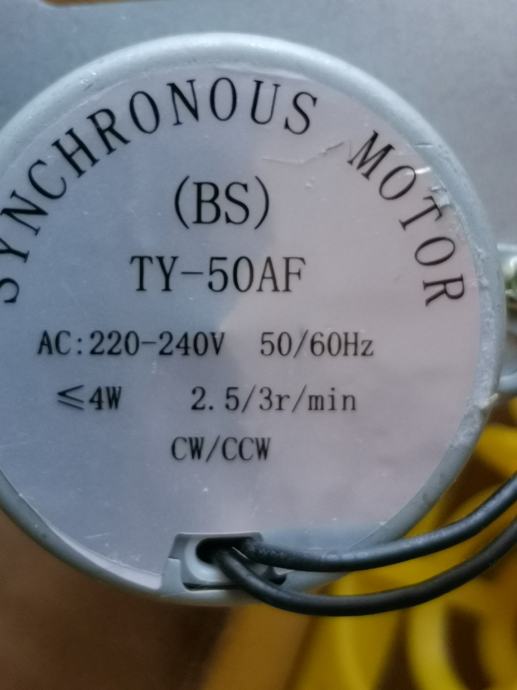 SYNCHRONOUS MOTOR
(BS)
TY-50AF
AC:220-240V 50/60Hz
≤4W 2.5/3r/min
CW/CCW